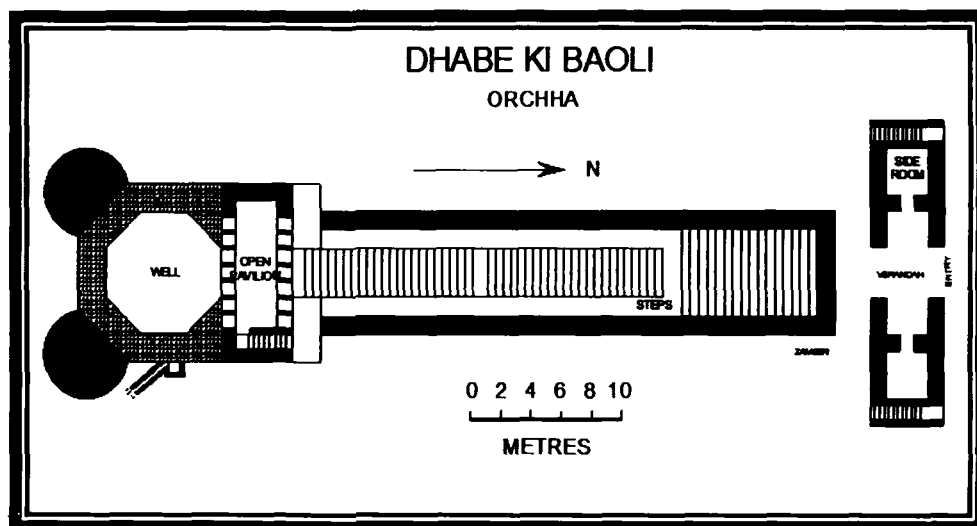 DHABE KI BAOLI
ORCHHA
N
SIDE
ROOM
WELL
OPEN
PAVILION
VERANDAH
ENTRY
STEPS
0 2 4 6 8 10
METRES